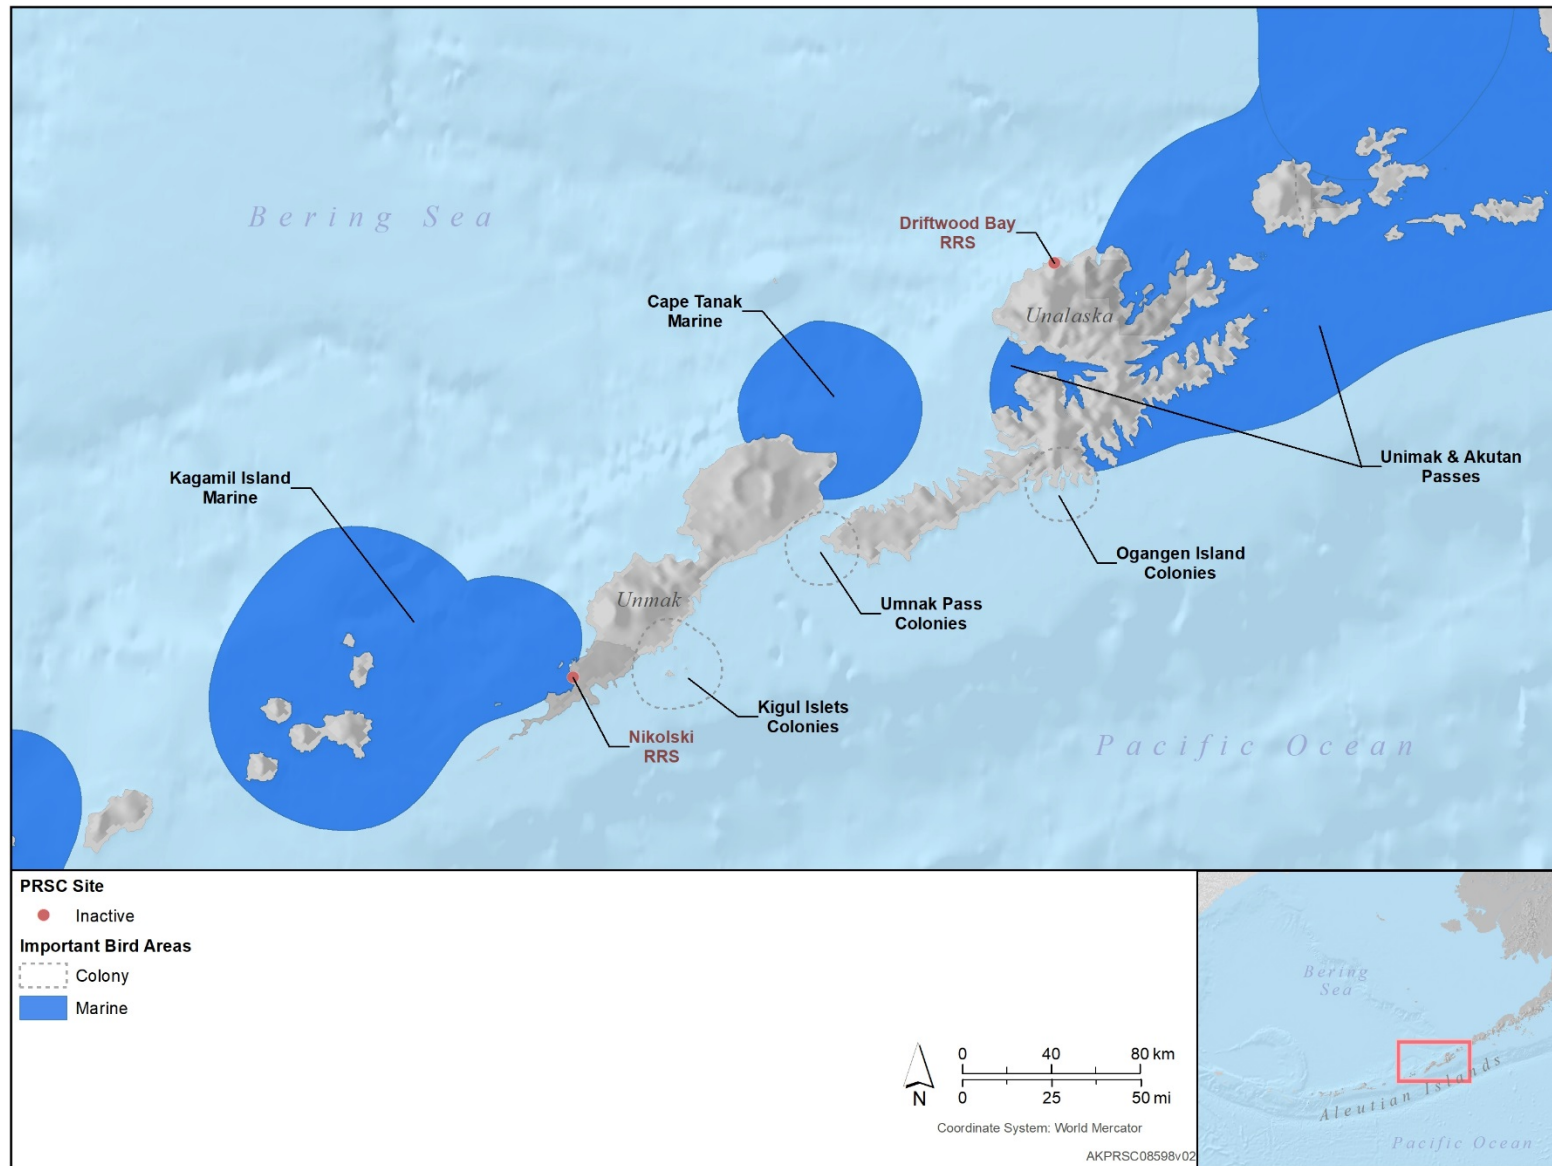 Bering Sea
Driftwood Bay
RRS
Cape Tanak
Marine
Unalaska
Kagamil Island
Marine
Unimak & Akutan
Passes
Ogangen Island
Colonies
Umnak Pass
Colonies
Unmak
Kigul Islets
Colonies
Nikolski
RRS
Pacific Ocean
PRSC Site
Inactive
Important Bird Areas
Colony
Marine
N
0 40 80 km
0 25 50 mi
Coordinate System: World Mercator
AKPRSC08598v02
Bering
Sea
Aleutian Islands
Pacific Ocean